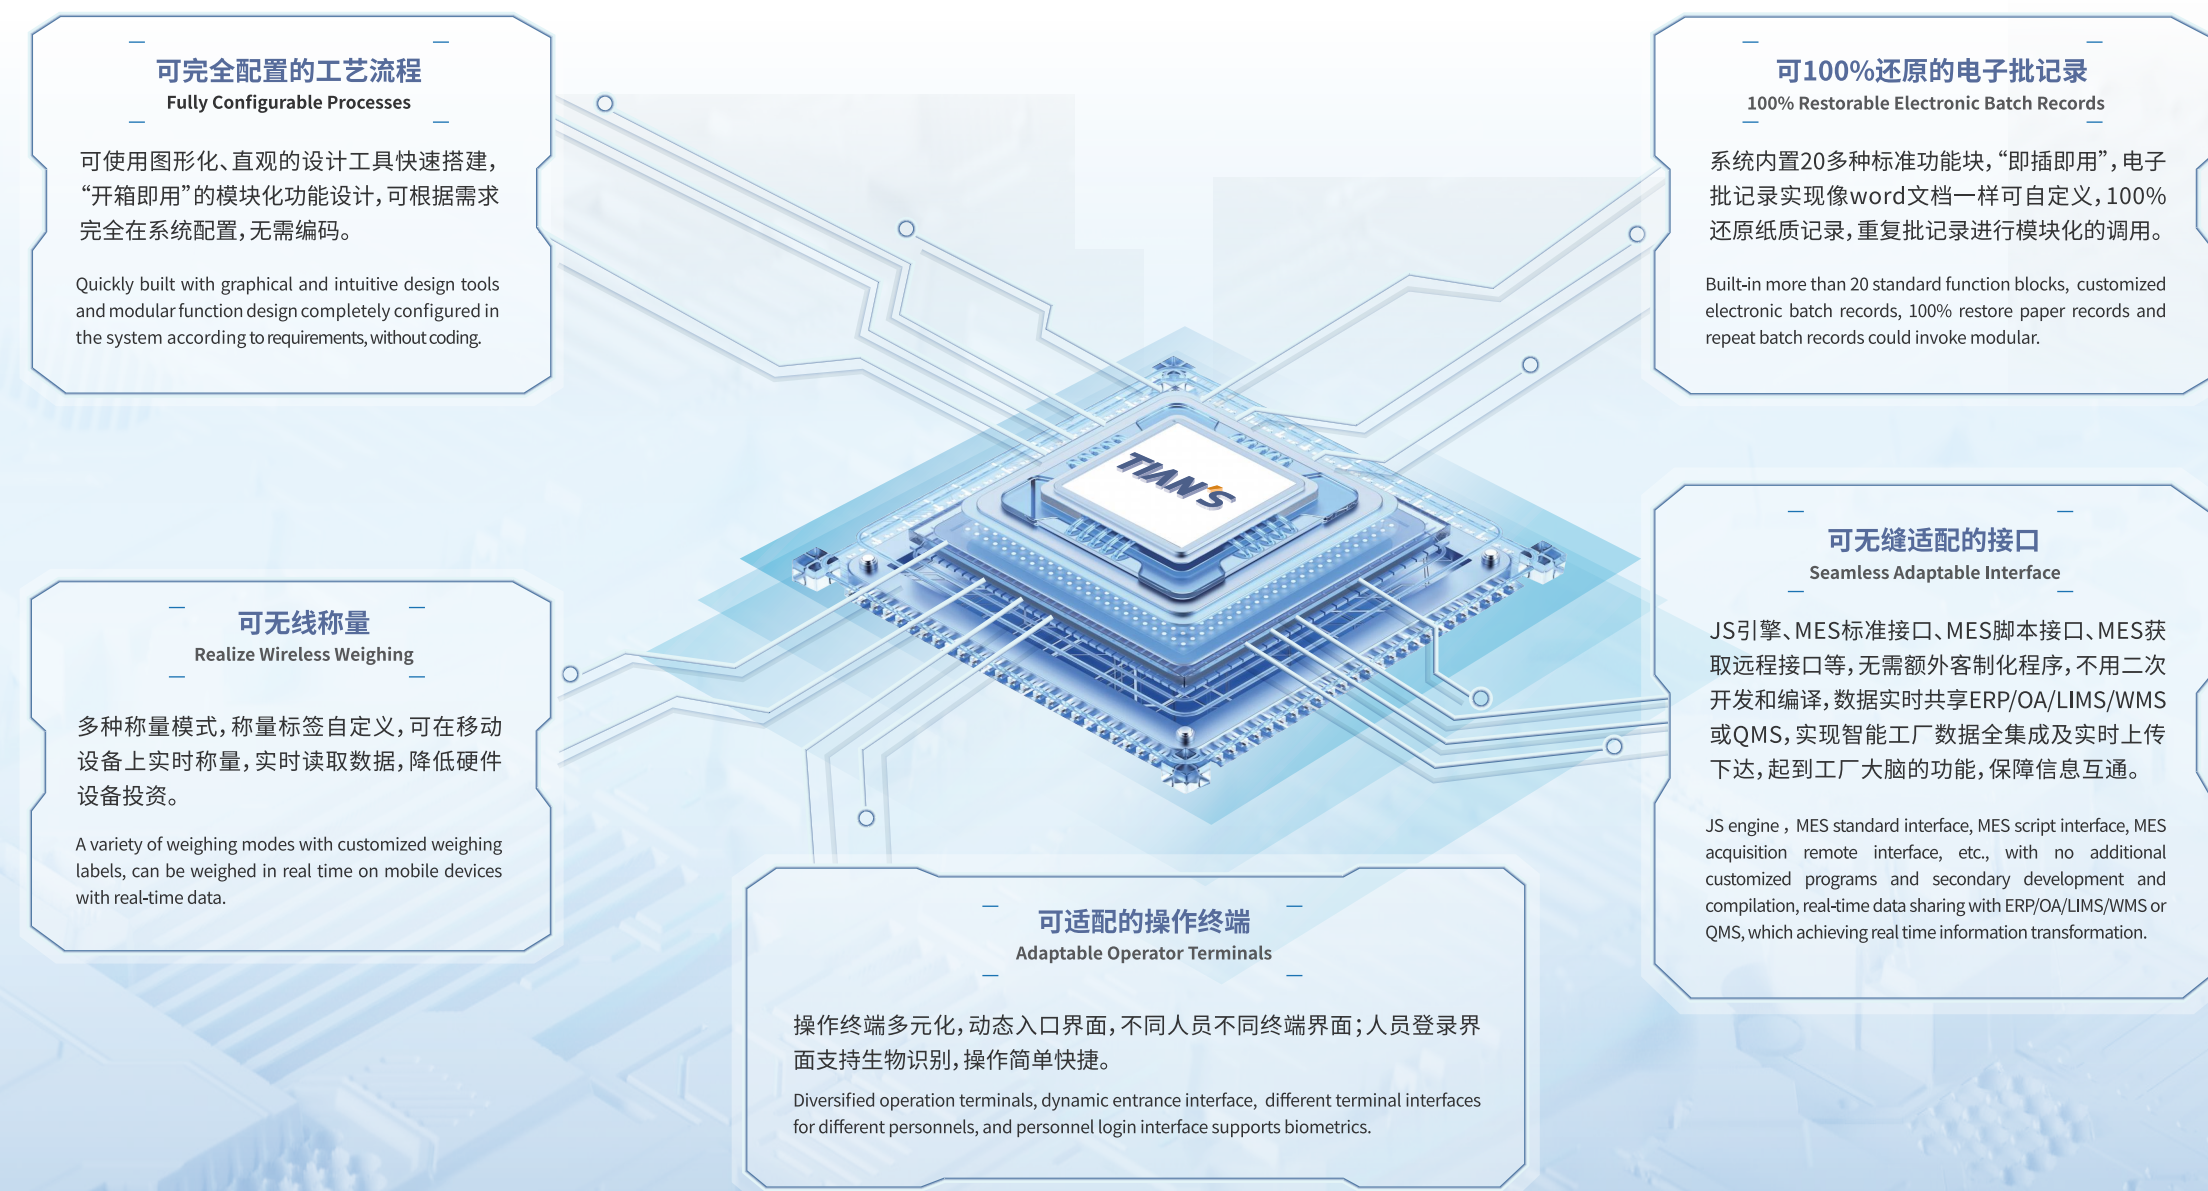 可完全配置的工艺流程
Fully Configurable Processes
可使用图形化、直观的设计工具快速搭建，
“开箱即用”的模块化功能设计，可根据需求
完全在系统配置，无需编码。
Quickly built with graphical and intuitive design tools
and modular function design completely configured in
the system according to requirements, without coding.
可100%还原的电子批记录
100% Restorable Electronic Batch Records
系统内置20多种标准功能块，“即插即用”，电子
批记录实现像word文档一样可自定义，100%
还原纸质记录，重复批记录进行模块化的调用。
Built-in more than 20 standard function blocks, customized
electronic batch records, 100% restore paper records and
repeat batch records could invoke modular.
TIAN'S
可无线称量
Realize Wireless Weighing
多种称量模式，称量标签自定义，可在移动
设备上实时称量，实时读取数据，降低硬件
设备投资。
A variety of weighing modes with customized weighing
labels, can be weighed in real time on mobile devices
with real-time data.
可无缝适配的接口
Seamless Adaptable Interface
JS引擎、MES标准接口、MES脚本接口、MES获
取远程接口等，无需额外客制化程序，不用二次
开发和编译，数据实时共享ERP/OA/LIMS/WMS
或QMS，实现智能工厂数据全集成及实时上传
下达，起到工厂大脑的功能，保障信息互通。
JS engine , MES standard interface, MES script interface, MES
acquisition remote interface, etc., with no additional
customized programs and secondary development and
compilation, real-time data sharing with ERP/OA/LIMS/WMS or
QMS, which achieving real time information transformation.
可适配的操作终端
Adaptable Operator Terminals
操作终端多元化，动态入口界面，不同人员不同终端界面；人员登录界
面支持生物识别，操作简单快捷。
Diversified operation terminals, dynamic entrance interface, different terminal interfaces
for different personnels, and personnel login interface supports biometrics.